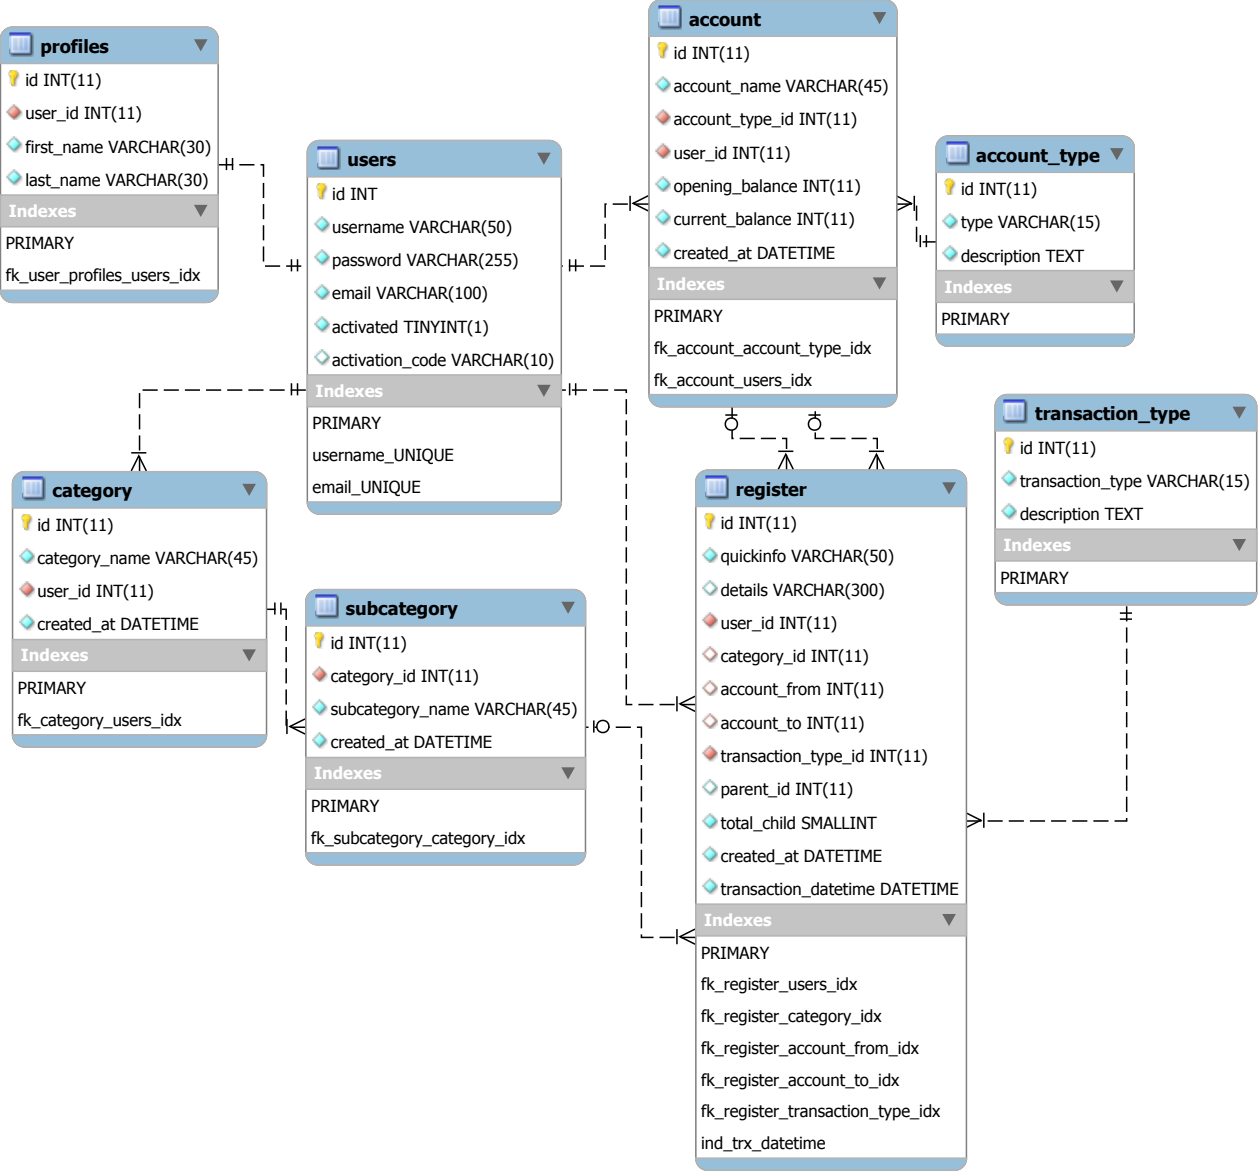 profiles
id INT(11)
user_id INT(11)
first_name VARCHAR(30)
last_name VARCHAR(30)
Indexes
PRIMARY
fk_user_profiles_users_idx
users
id INT
username VARCHAR(50)
password VARCHAR(255)
email VARCHAR(100)
activated TINYINT(1)
activation_code VARCHAR(10)
Indexes
PRIMARY
username_UNIQUE
email_UNIQUE
account
id INT(11)
account_name VARCHAR(45)
account_type_id INT(11)
user_id INT(11)
opening_balance INT(11)
current_balance INT(11)
created_at DATETIME
Indexes
PRIMARY
fk_account_account_type_idx
fk_account_users_idx
account_type
id INT(11)
type VARCHAR(15)
description TEXT
Indexes
PRIMARY
transaction_type
id INT(11)
transaction_type VARCHAR(15)
description TEXT
Indexes
PRIMARY
category
id INT(11)
category_name VARCHAR(45)
user_id INT(11)
created_at DATETIME
Indexes
PRIMARY
fk_category_users_idx
subcategory
id INT(11)
category_id INT(11)
subcategory_name VARCHAR(45)
created_at DATETIME
Indexes
PRIMARY
fk_subcategory_category_idx
register
id INT(11)
quickinfo VARCHAR(50)
details VARCHAR(300)
user_id INT(11)
category_id INT(11)
account_from INT(11)
account_to INT(11)
transaction_type_id INT(11)
parent_id INT(11)
total_child SMALLINT
created_at DATETIME
transaction_datetime DATETIME
Indexes
PRIMARY
fk_register_users_idx
fk_register_category_idx
fk_register_account_from_idx
fk_register_account_to_idx
fk_register_transaction_type_idx
ind_trx_datetime